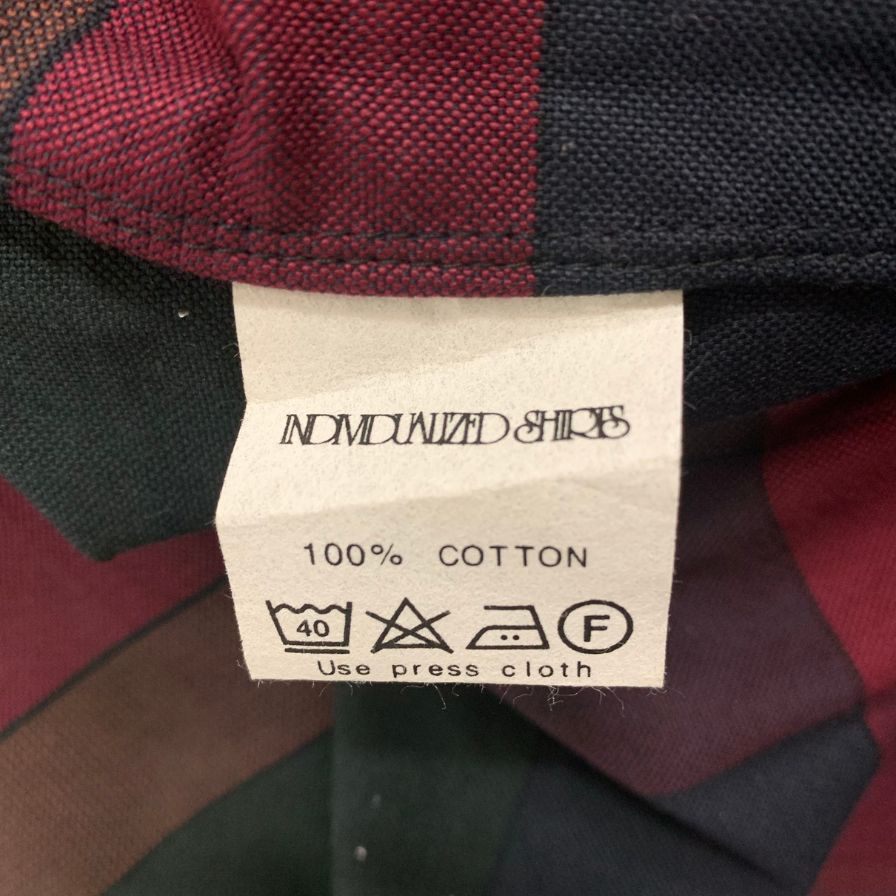 INDIVIDUALIZED SHIRTS
100% COTTON
40 F
Use press cloth